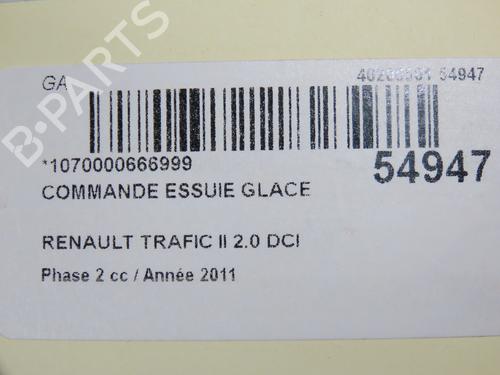 GA
40200901 54947
*1070000666999
54947
COMMANDE ESSUIE GLACE
RENAULT TRAFIC II 2.0 DCI
Phase 2 cc / Année 2011
B-PARTS